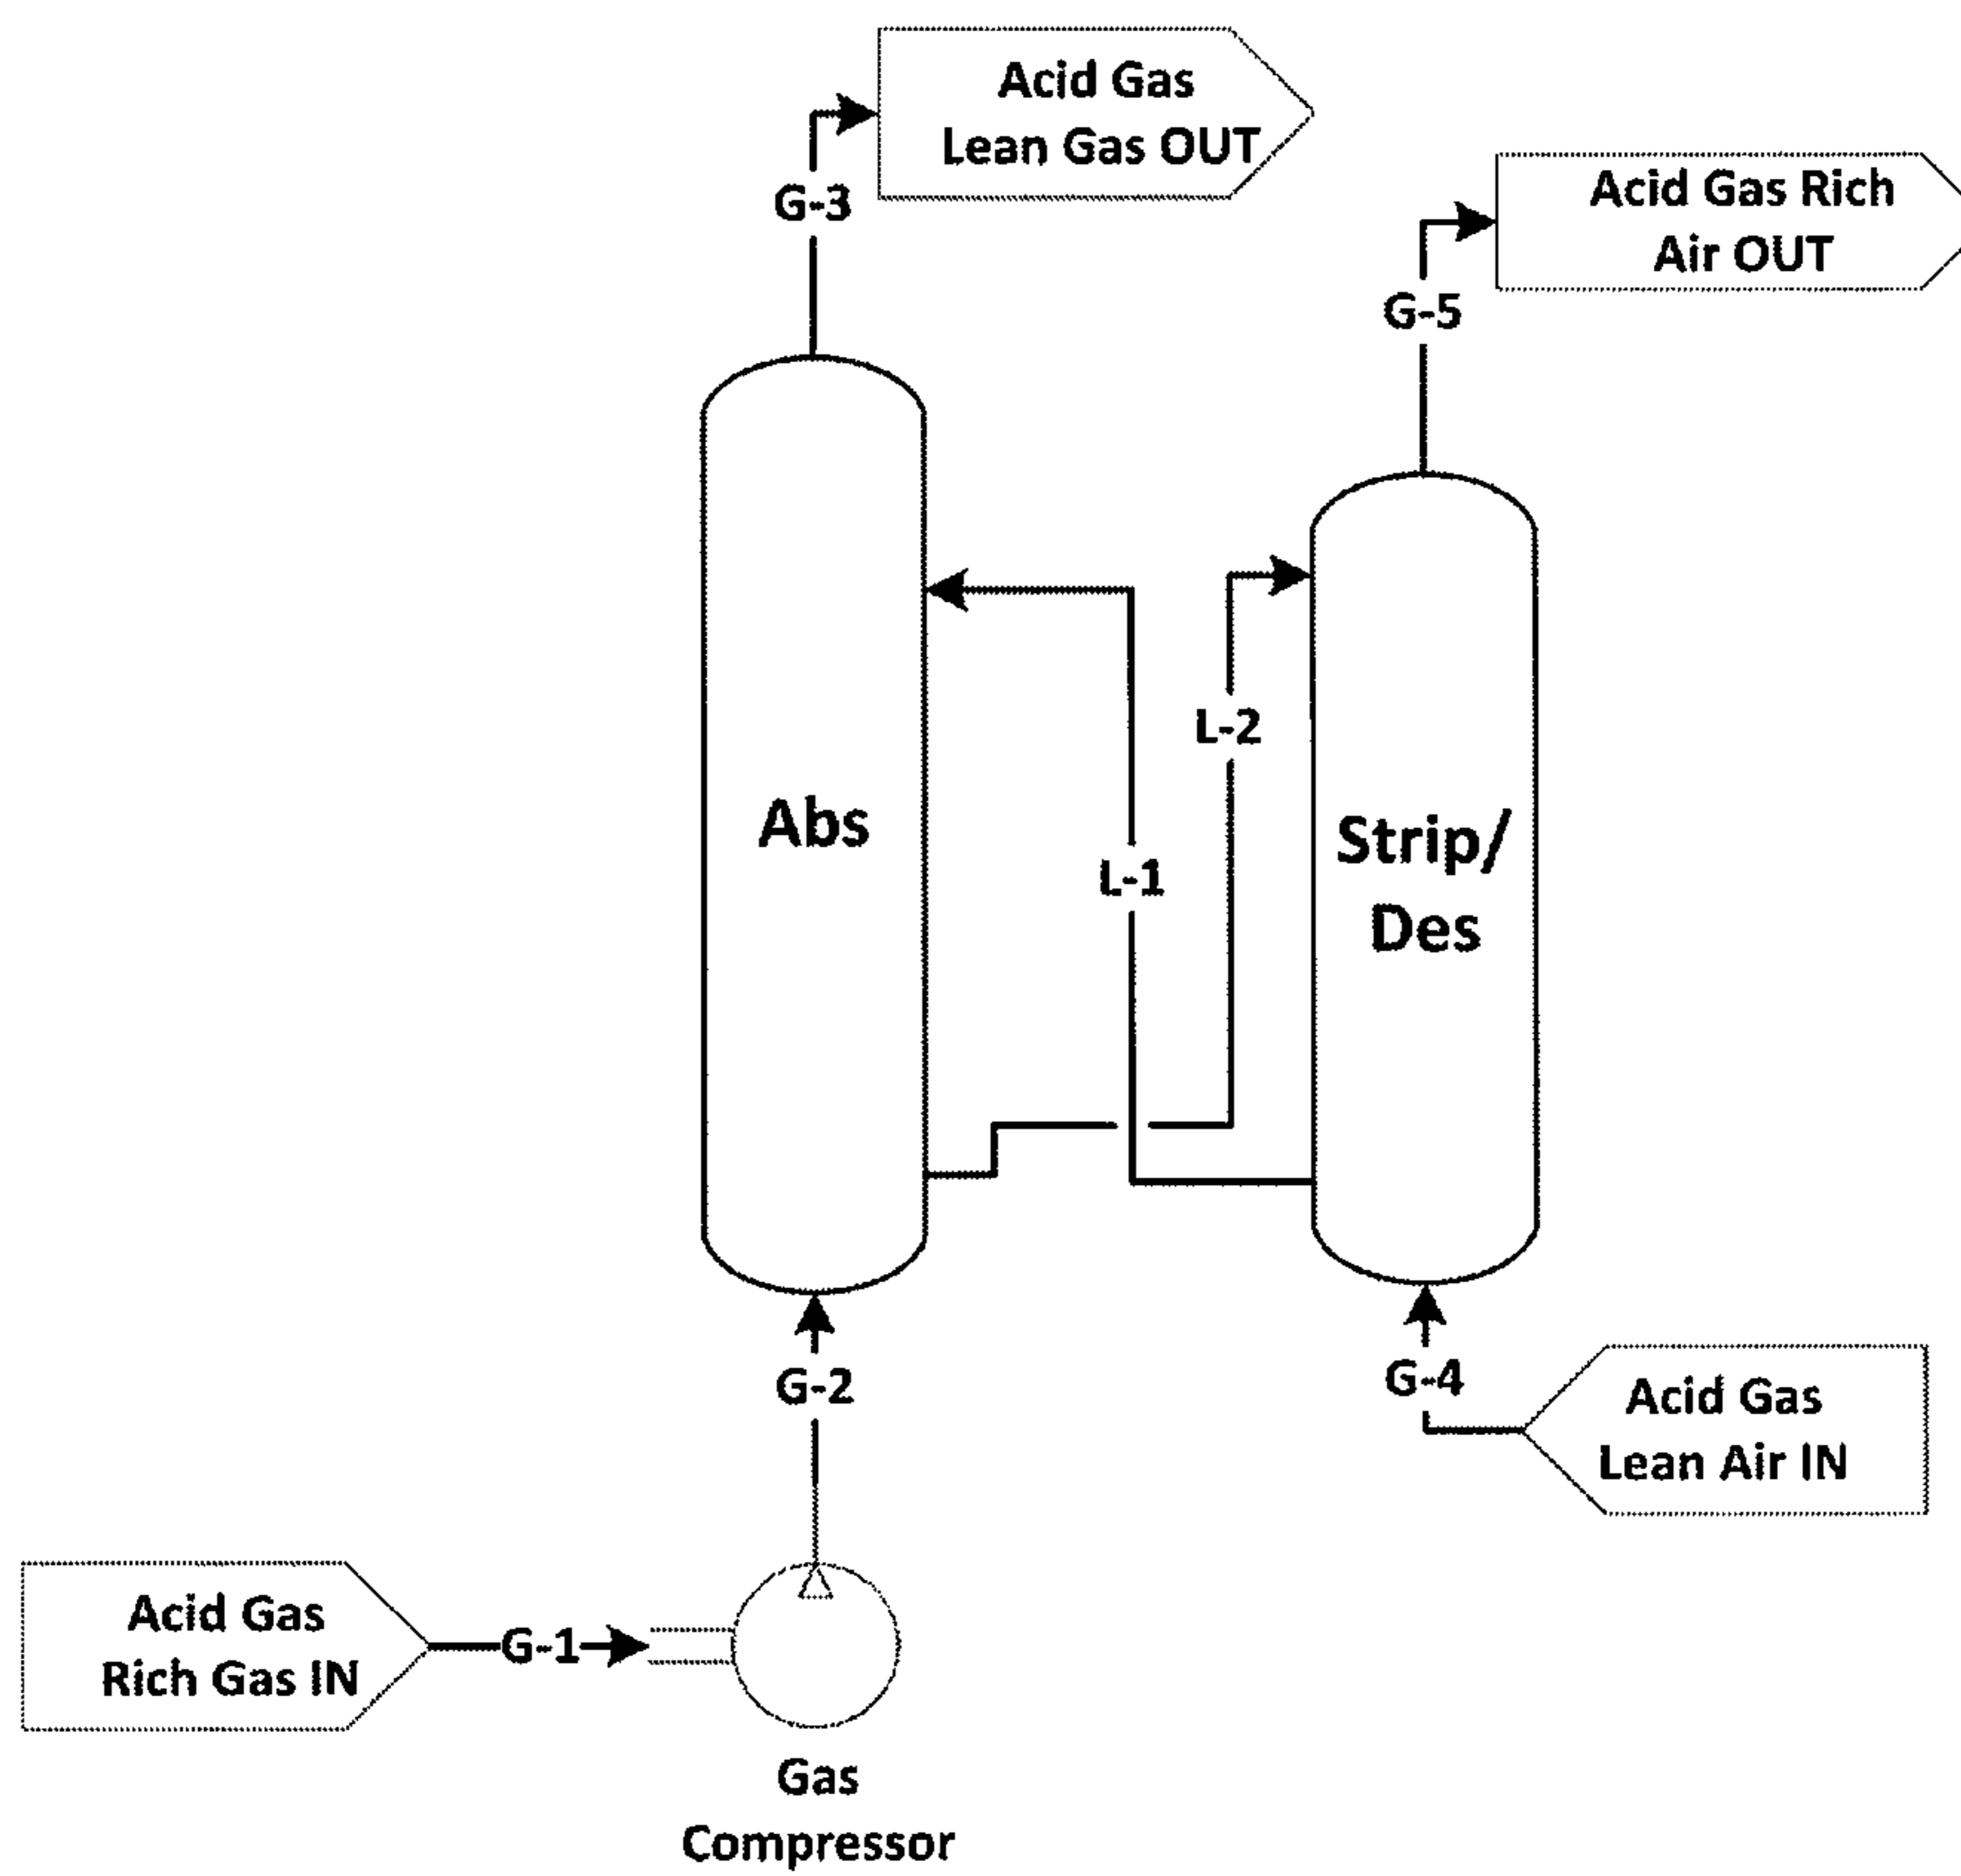 Acid Gas
Lean Gas OUT
G-3
Acid Gas Rich
Air OUT
G-5
L-2
Abs
L-1
Strip/
Des
G-2
G-4
Acid Gas
Lean Air IN
Acid Gas
Rich Gas IN
G-1
Gas
Compressor